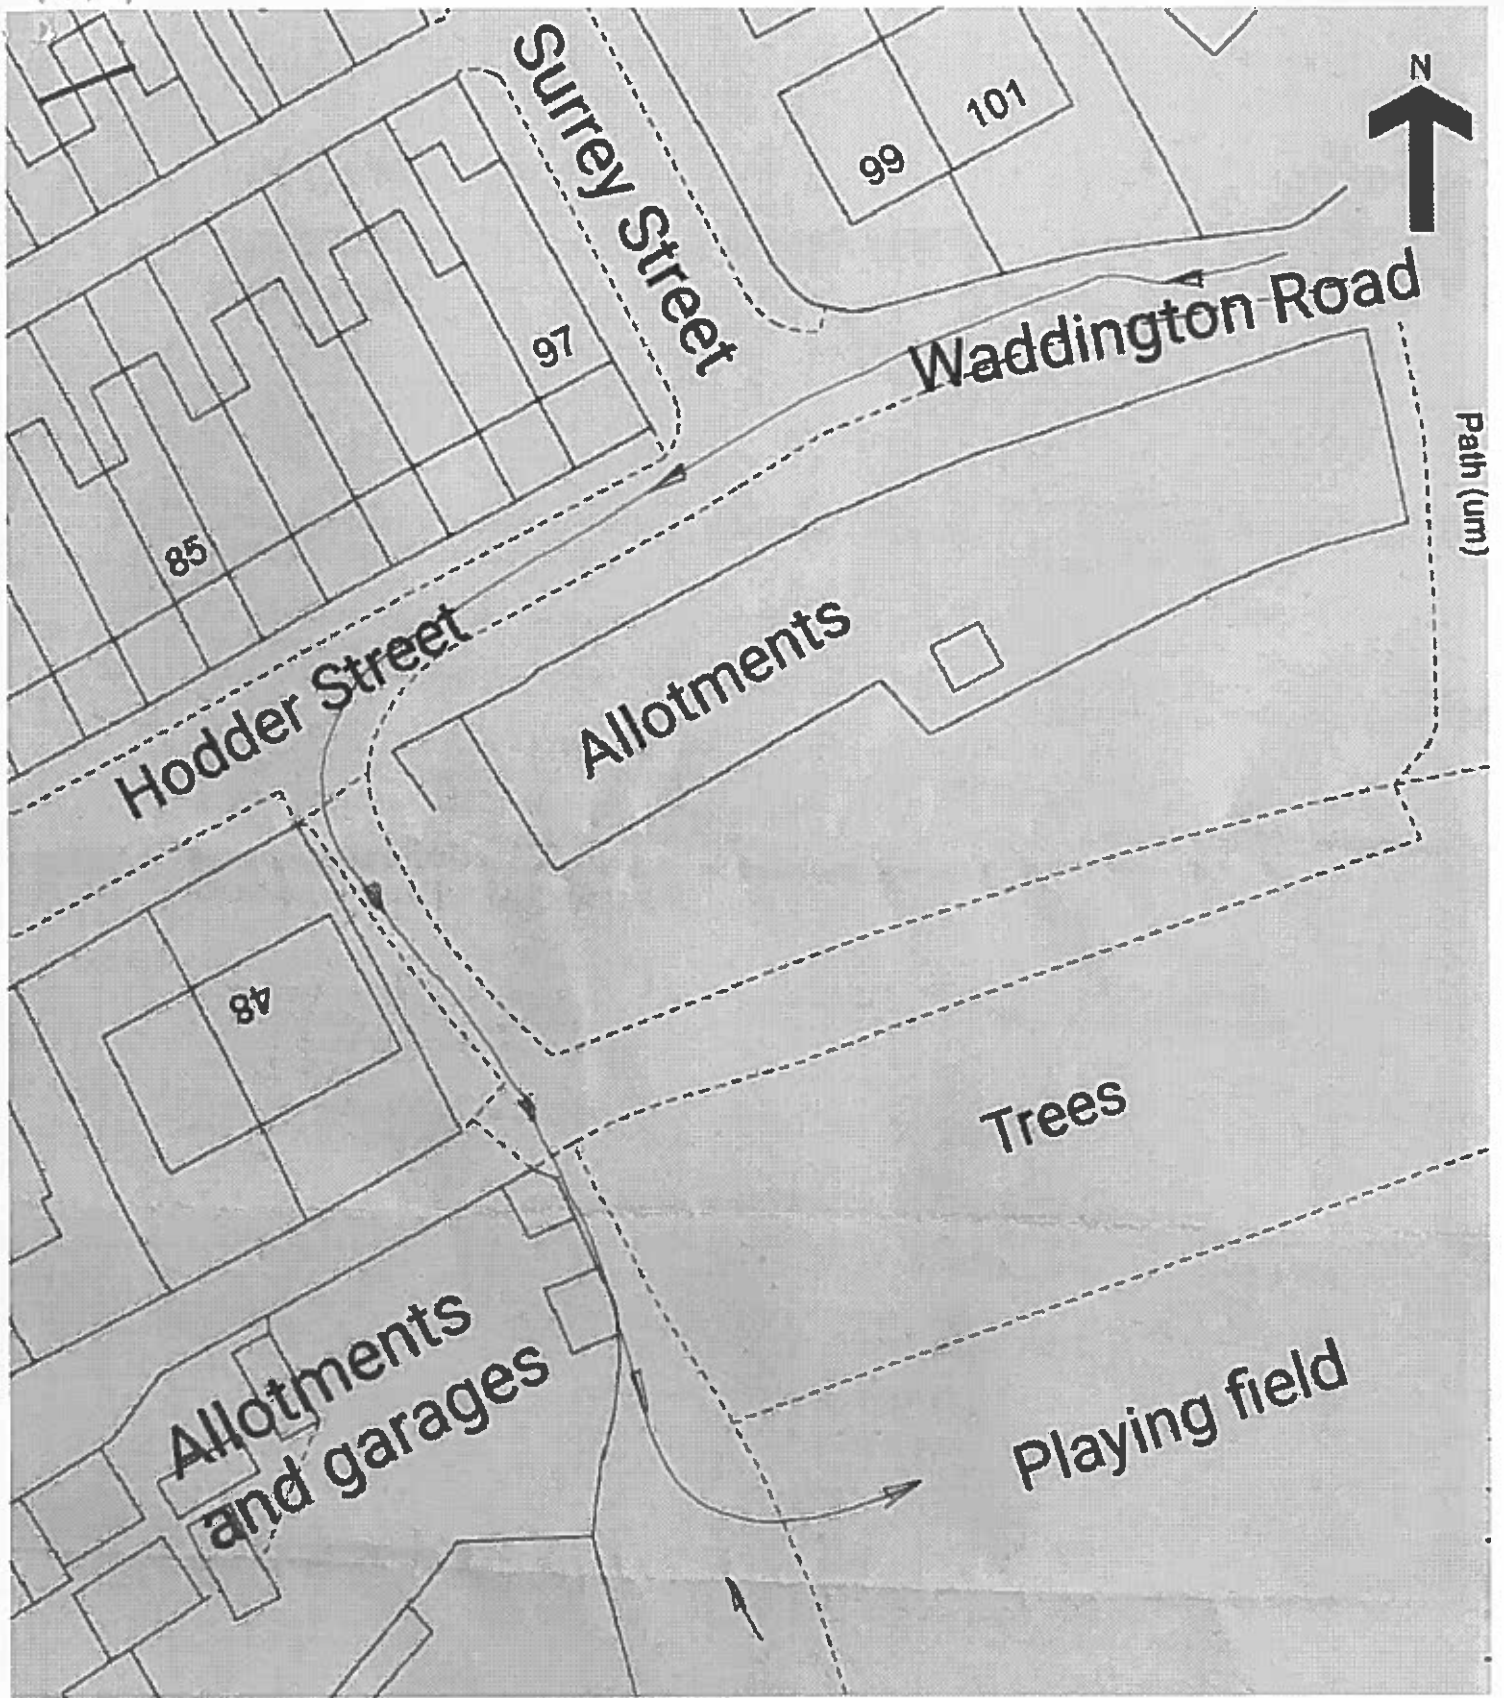 Surrey Street
N
101
99
97
Waddington Road
Path (um)
85
Allotments
Hodder Street
48
Trees
Allotments
and garages
Playing field